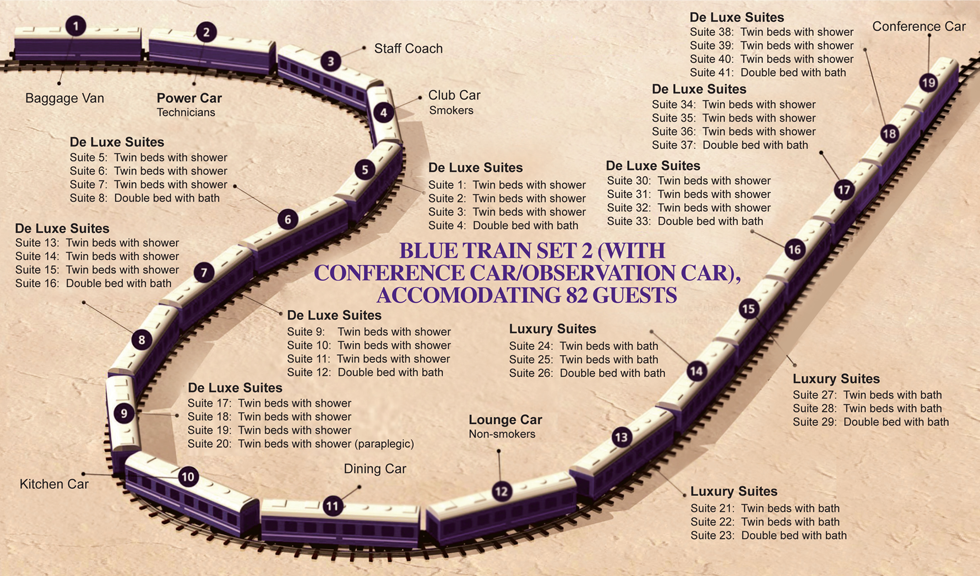 1
Baggage Van
2
Power Car
Technicians
3
Staff Coach
4
Club Car
Smokers
5
De Luxe Suites
Suite 1: Twin beds with shower
Suite 2: Twin beds with shower
Suite 3: Twin beds with shower
Suite 4: Double bed with bath
6
De Luxe Suites
Suite 5: Twin beds with shower
Suite 6: Twin beds with shower
Suite 7: Twin beds with shower
Suite 8: Double bed with bath
BLUE TRAIN SET 2 (WITH
CONFERENCE CAR/OBSERVATION CAR),
ACCOMODATING 82 GUESTS
7
De Luxe Suites
Suite 9: Twin beds with shower
Suite 10: Twin beds with shower
Suite 11: Twin beds with shower
Suite 12: Double bed with bath
8
De Luxe Suites
Suite 13: Twin beds with shower
Suite 14: Twin beds with shower
Suite 15: Twin beds with shower
Suite 16: Double bed with bath
9
De Luxe Suites
Suite 17: Twin beds with shower
Suite 18: Twin beds with shower
Suite 19: Twin beds with shower
Suite 20: Twin beds with shower (paraplegic)
10
Kitchen Car
11
Dining Car
12
Lounge Car
Non-smokers
13
Luxury Suites
Suite 21: Twin beds with bath
Suite 22: Twin beds with bath
Suite 23: Double bed with bath
14
Luxury Suites
Suite 24: Twin beds with bath
Suite 25: Twin beds with bath
Suite 26: Double bed with bath
15
Luxury Suites
Suite 27: Twin beds with bath
Suite 28: Twin beds with bath
Suite 29: Double bed with bath
16
De Luxe Suites
Suite 30: Twin beds with shower
Suite 31: Twin beds with shower
Suite 32: Twin beds with shower
Suite 33: Double bed with bath
17
De Luxe Suites
Suite 34: Twin beds with shower
Suite 35: Twin beds with shower
Suite 36: Twin beds with shower
Suite 37: Double bed with bath
18
De Luxe Suites
Suite 38: Twin beds with shower
Suite 39: Twin beds with shower
Suite 40: Twin beds with shower
Suite 41: Double bed with bath
19
Conference Car